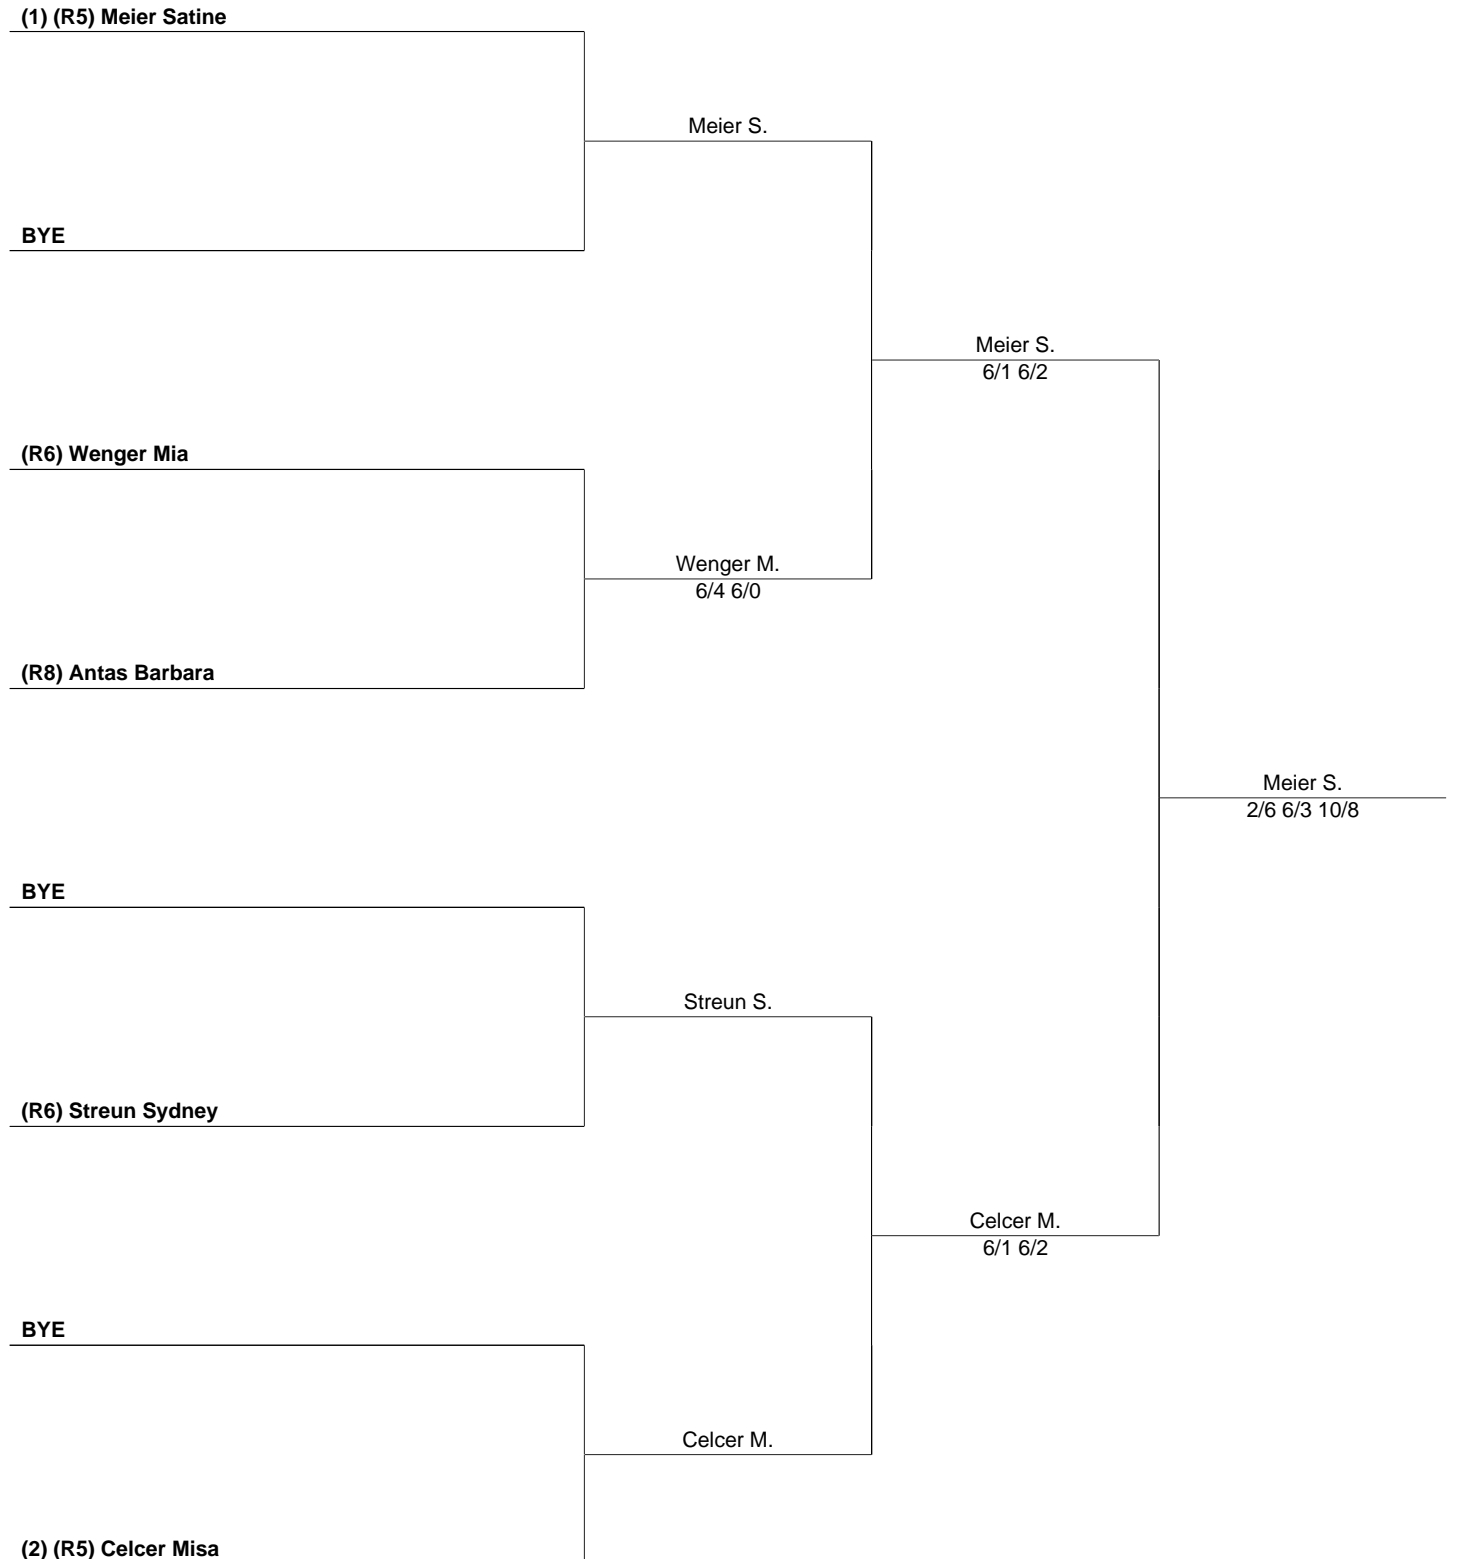 (1) (R5) Meier Satine
Meier S.
BYE
Meier S.
6/1 6/2
(R6) Wenger Mia
Wenger M.
6/4 6/0
(R8) Antas Barbara
Meier S.
2/6 6/3 10/8
BYE
Streun S.
(R6) Streun Sydney
Celcer M.
6/1 6/2
BYE
Celcer M.
(2) (R5) Celcer Misa